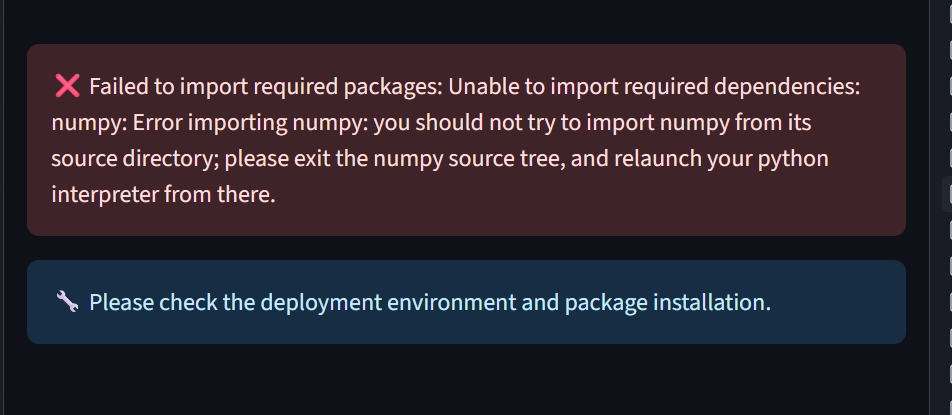 ❌ Failed to import required packages: Unable to import required dependencies:
numpy: Error importing numpy: you should not try to import numpy from its
source directory; please exit the numpy source tree, and relaunch your python
interpreter from there.
🔧 Please check the deployment environment and package installation.